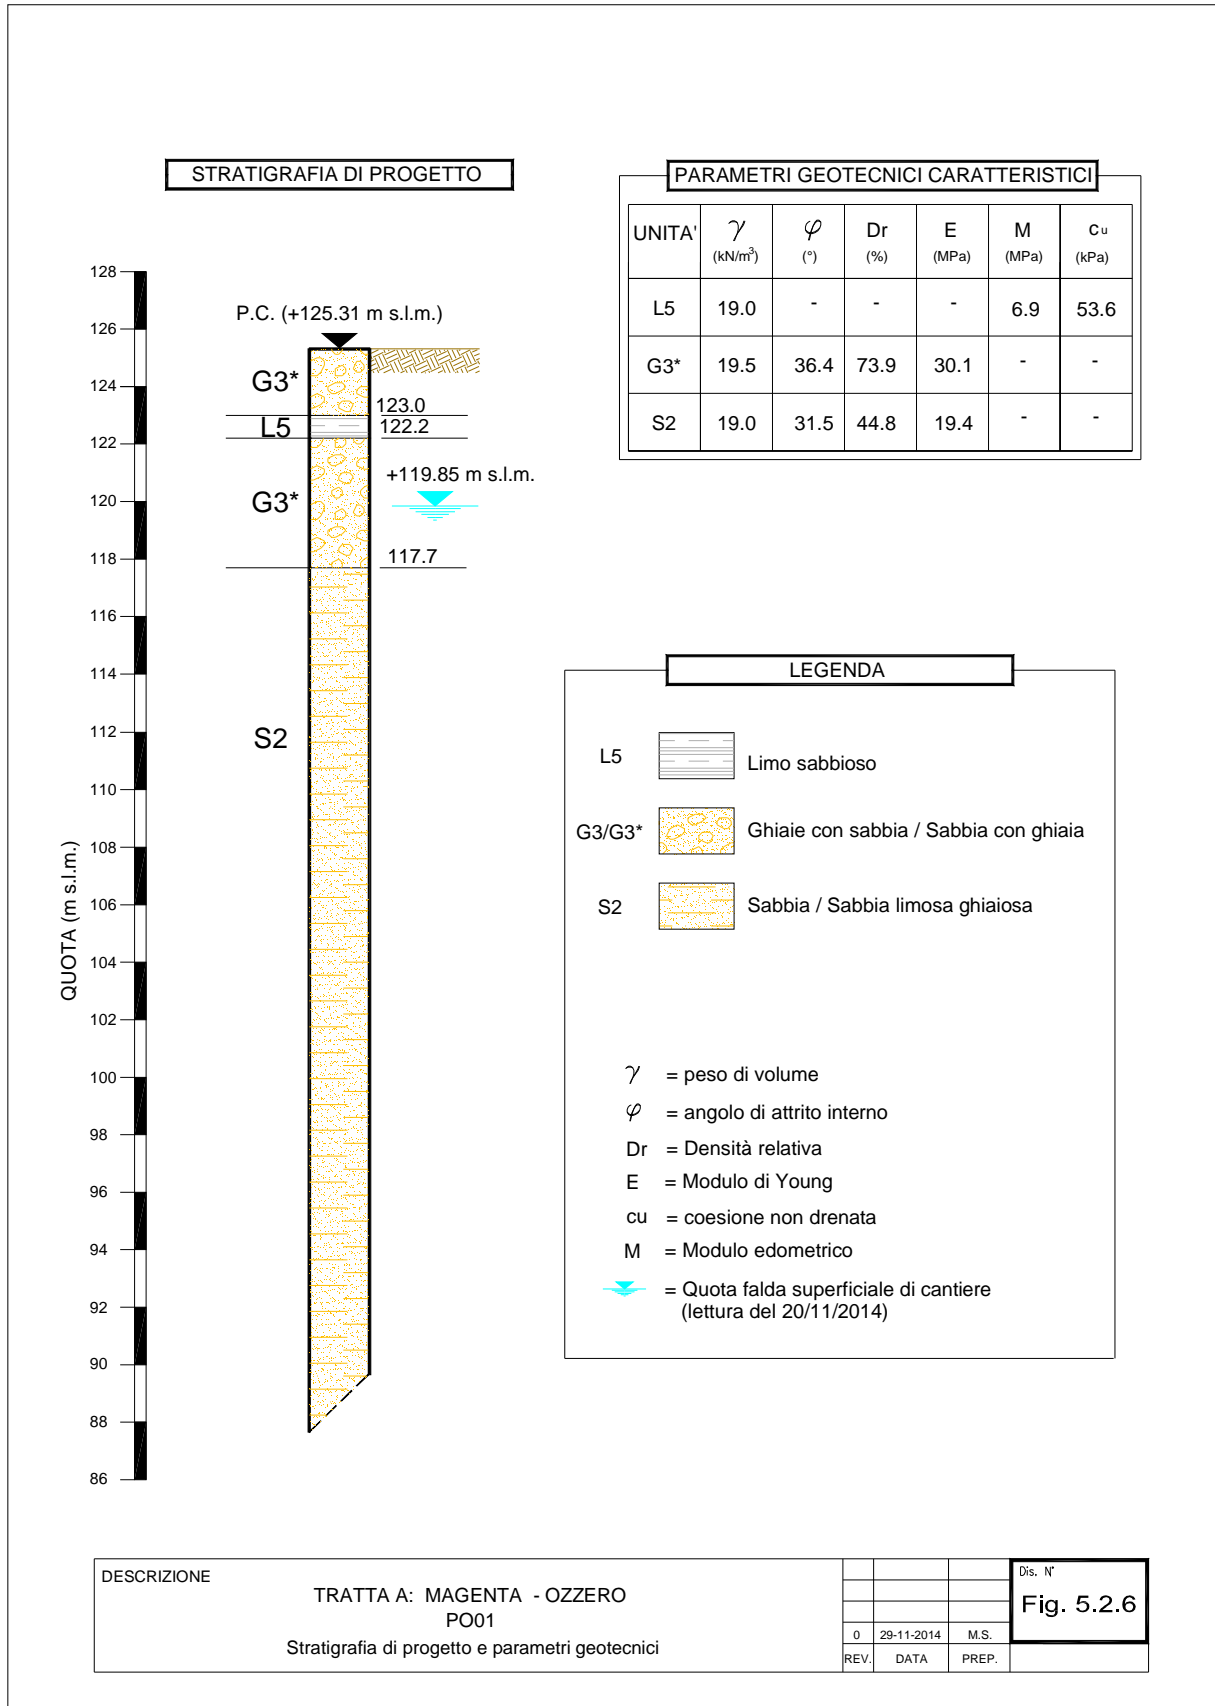 STRATIGRAFIA DI PROGETTO
128
126
124
122
120
118
116
114
112
110
108
106
104
102
100
98
96
94
92
90
88
86
QUOTA (m s.l.m.)
P.C. (+125.31 m s.l.m.)
G3*
123.0
L5
122.2
+119.85 m s.l.m.
G3*
117.7
S2
PARAMETRI GEOTECNICI CARATTERISTICI
UNITA' γ φ Dr E M cu
(kN/m³) (°) (%) (MPa) (MPa) (kPa)
L5 19.0 - - - 6.9 53.6
G3* 19.5 36.4 73.9 30.1 - -
S2 19.0 31.5 44.8 19.4 - -
LEGENDA
L5 Limo sabbioso
G3/G3* Ghiaie con sabbia / Sabbia con ghiaia
S2 Sabbia / Sabbia limosa ghiaiosa
γ = peso di volume
φ = angolo di attrito interno
Dr = Densità relativa
E = Modulo di Young
cu = coesione non drenata
M = Modulo edometrico
= Quota falda superficiale di cantiere
(lettura del 20/11/2014)
DESCRIZIONE
TRATTA A: MAGENTA - OZZERO
PO01
Stratigrafia di progetto e parametri geotecnici
0 29-11-2014 M.S.
REV. DATA PREP.
Dis. N°
Fig. 5.2.6